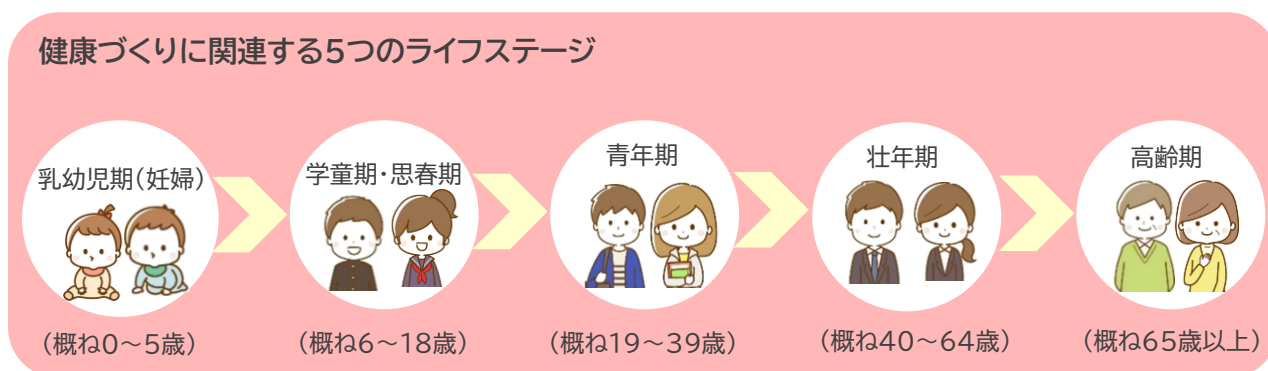 健康づくりに関連する5つのライフステージ
乳幼児期(妊婦)
学童期・思春期
青年期
壮年期
高齢期
(概ね0~5歳)
(概ね6~18歳)
(概ね19~39歳)
(概ね40~64歳)
(概ね65歳以上)